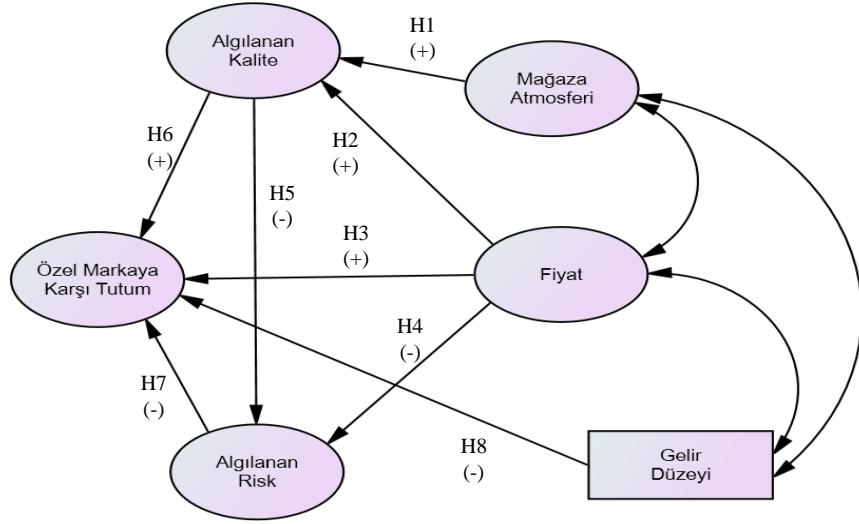 H1
(+)
Algılanan
Kalite
Mağaza
Atmosferi
H6
(+)
H2
(+)
H5
(-)
H3
(+)
Özel Markaya
Karşı Tutum
Fiyat
H4
(-)
H7
(-)
H8
(-)
Algılanan
Risk
Gelir
Düzeyi